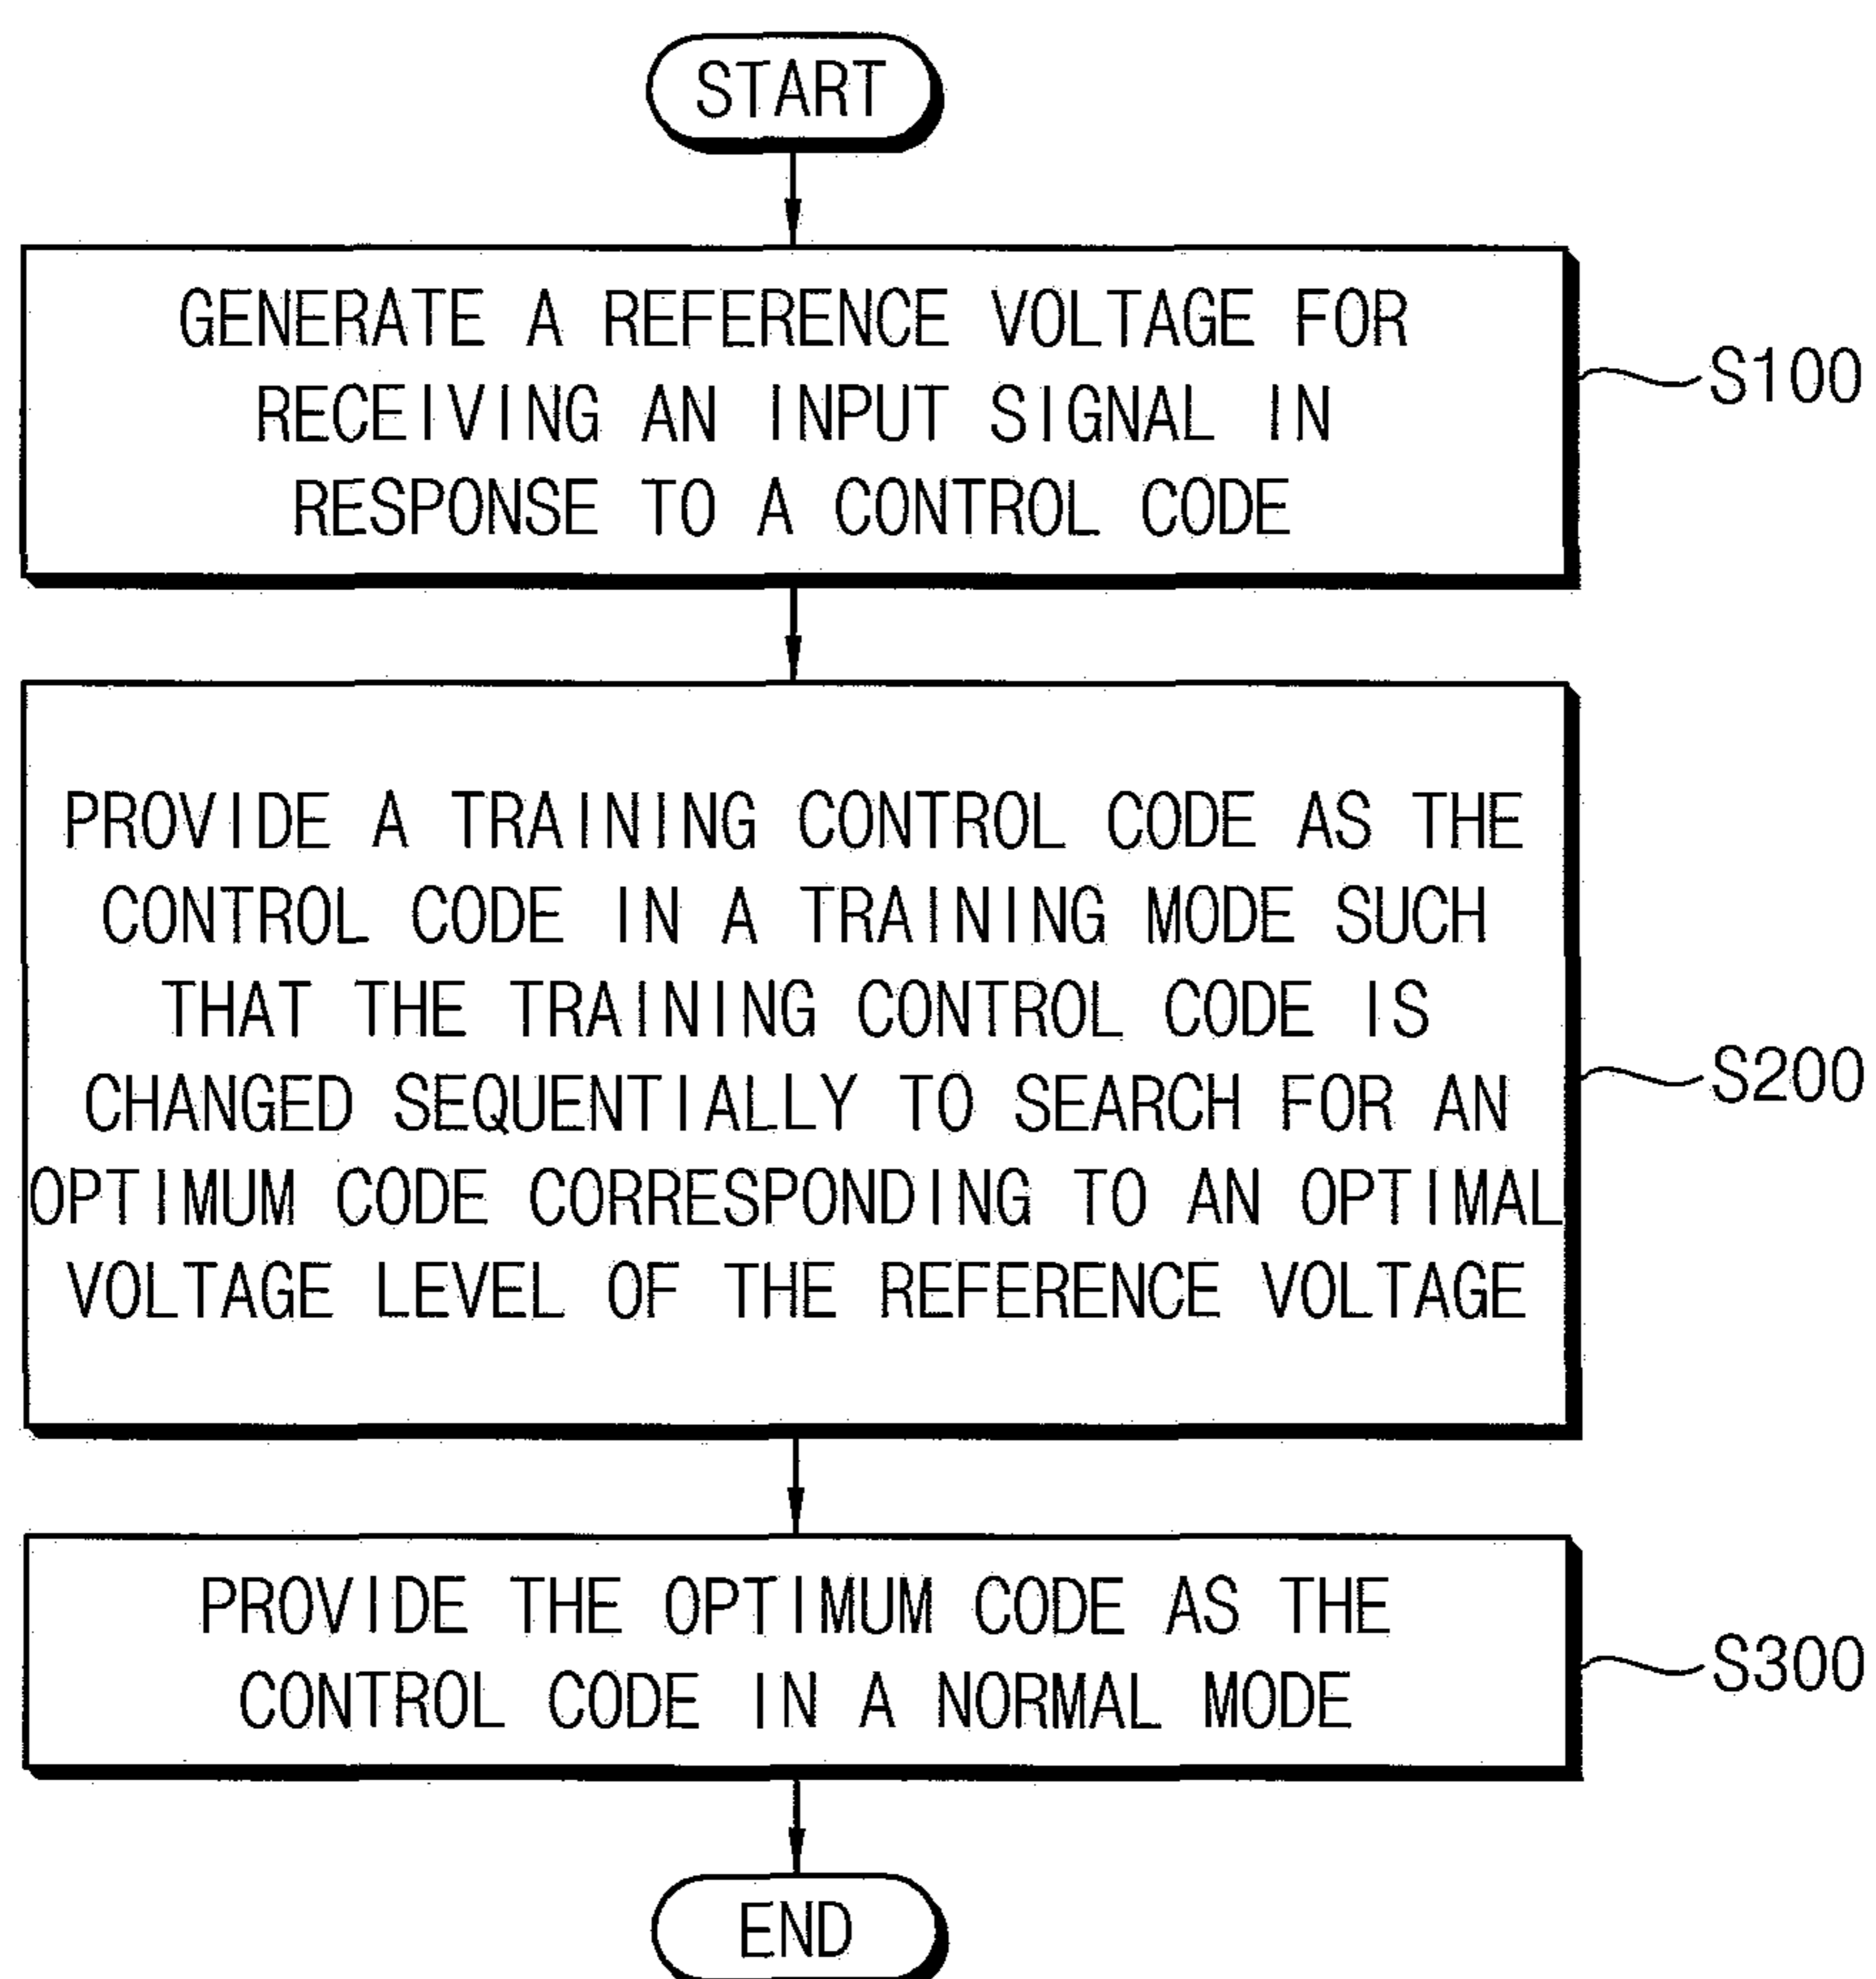 START
GENERATE A REFERENCE VOLTAGE FOR
RECEIVING AN INPUT SIGNAL IN
RESPONSE TO A CONTROL CODE
S100
PROVIDE A TRAINING CONTROL CODE AS THE
CONTROL CODE IN A TRAINING MODE SUCH
THAT THE TRAINING CONTROL CODE IS
CHANGED SEQUENTIALLY TO SEARCH FOR AN
OPTIMUM CODE CORRESPONDING TO AN OPTIMAL
VOLTAGE LEVEL OF THE REFERENCE VOLTAGE
S200
PROVIDE THE OPTIMUM CODE AS THE
CONTROL CODE IN A NORMAL MODE
S300
END